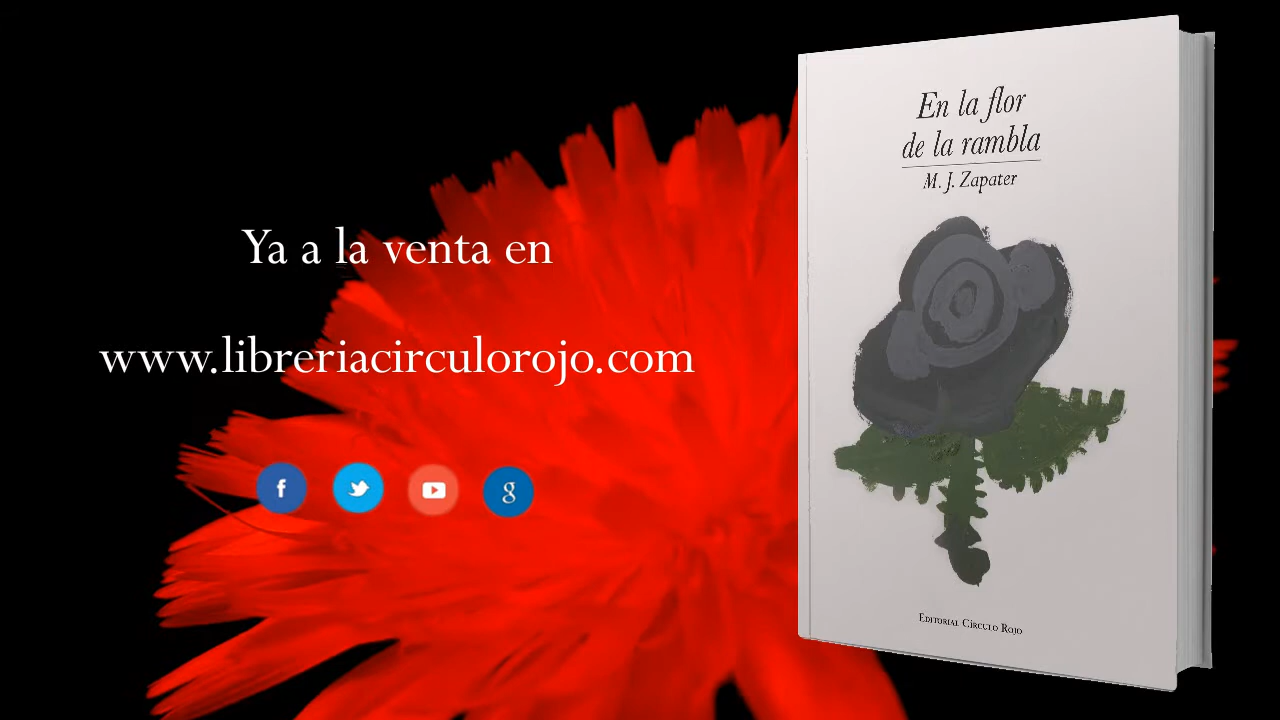 Ya a la venta en
www.libreriacirculorojo.com
f
g
En la flor
de la rambla
M. J. Zapater
Editorial Círculo Rojo